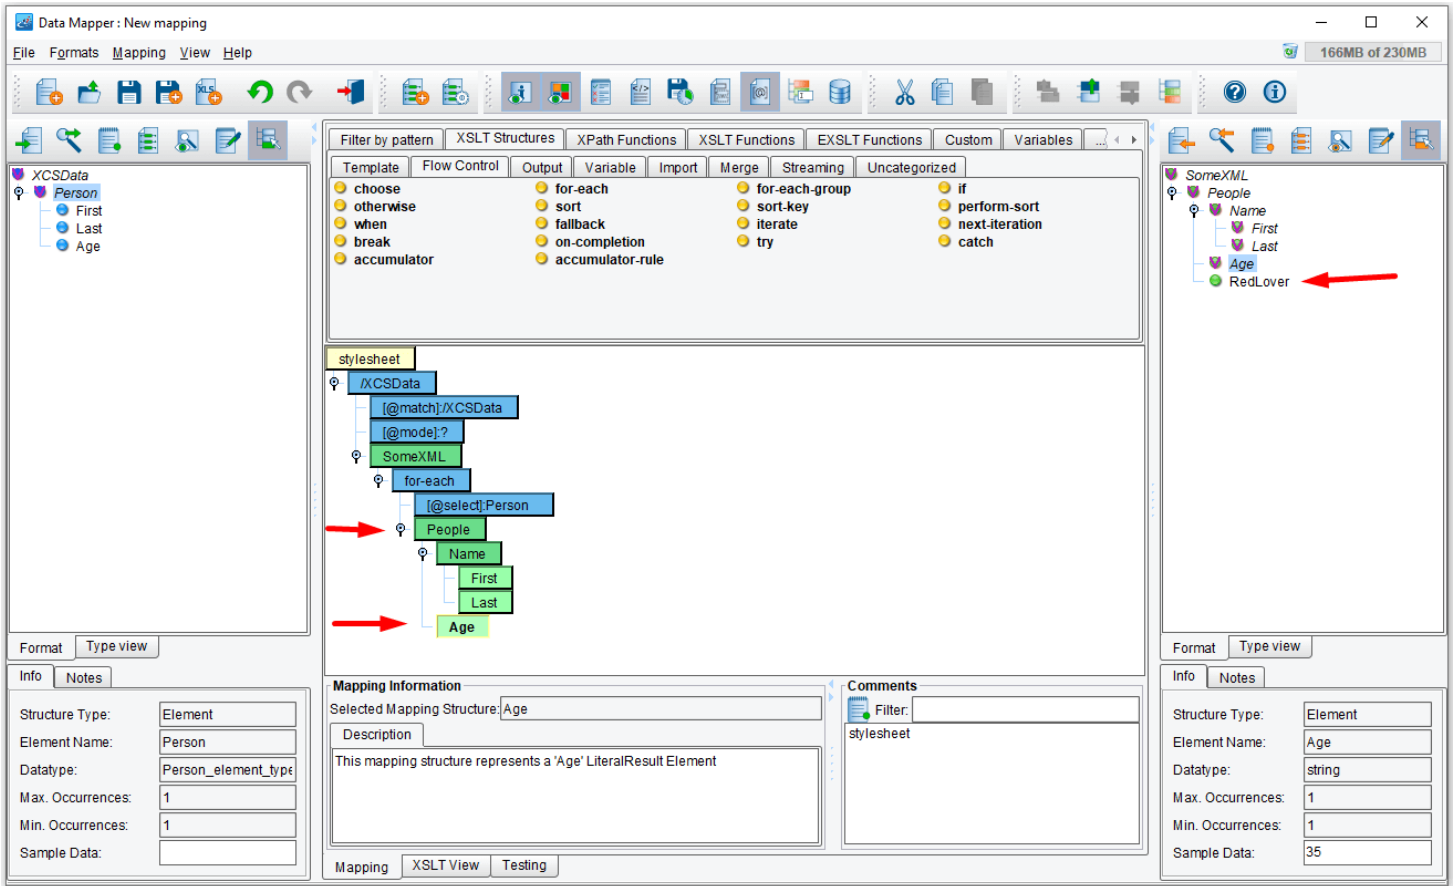 Data Mapper : New mapping
File Formats Mapping View Help
166MB of 230MB
XLS
XCSData
Person
First
Last
Age
Filter by pattern XSLT Structures XPath Functions XSLT Functions EXSLT Functions Custom Variables ...
Template Flow Control Output Variable Import Merge Streaming Uncategorized
choose for-each for-each-group if
otherwise sort sort-key perform-sort
when fallback iterate next-iteration
break on-completion try catch
accumulator accumulator-rule
stylesheet
/XCSData
[@match]:/XCSData
[@mode]:?
SomeXML
for-each
[@select]:Person
People
Name
First
Last
Age
SomeXML
People
Name
First
Last
Age
RedLover
Format Type view
Info Notes
Structure Type: Element
Element Name: Person
Datatype: Person_element_type
Max. Occurrences: 1
Min. Occurrences: 1
Sample Data:
Mapping Information
Selected Mapping Structure: Age
Description
This mapping structure represents a 'Age' LiteralResult Element
Comments
Filter:
stylesheet
Mapping XSLT View Testing
Format Type view
Info Notes
Structure Type: Element
Element Name: Age
Datatype: string
Max. Occurrences: 1
Min. Occurrences: 1
Sample Data: 35